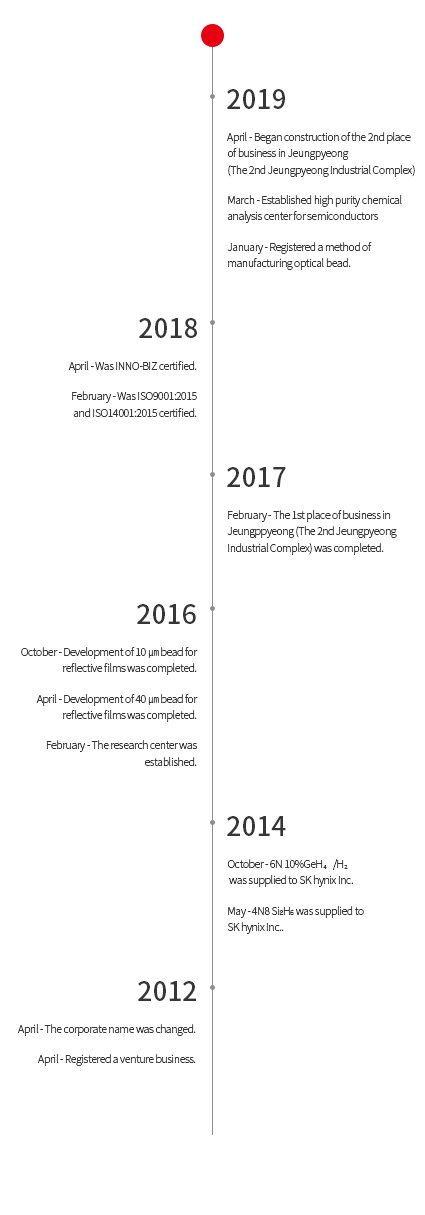 2019
April - Began construction of the 2nd place
of business in Jeungpyeong
(The 2nd Jeungpyeong Industrial Complex)
March - Established high purity chemical
analysis center for semiconductors
January - Registered a method of
manufacturing optical bead.
2018
April - Was INNO-BIZ certified.
February - Was ISO9001:2015
and ISO14001:2015 certified.
2017
February - The 1st place of business in
Jeungppyeong (The 2nd Jeungpyeong
Industrial Complex) was completed.
2016
October - Development of 10 ㎛ bead for
reflective films was completed.
April - Development of 40 ㎛ bead for
reflective films was completed.
February - The research center was
established.
2014
October - 6N 10%GeH₄ /H₂
was supplied to SK hynix Inc.
May - 4N8 Si₂H₆ was supplied to
SK hynix Inc..
2012
April - The corporate name was changed.
April - Registered a venture business.